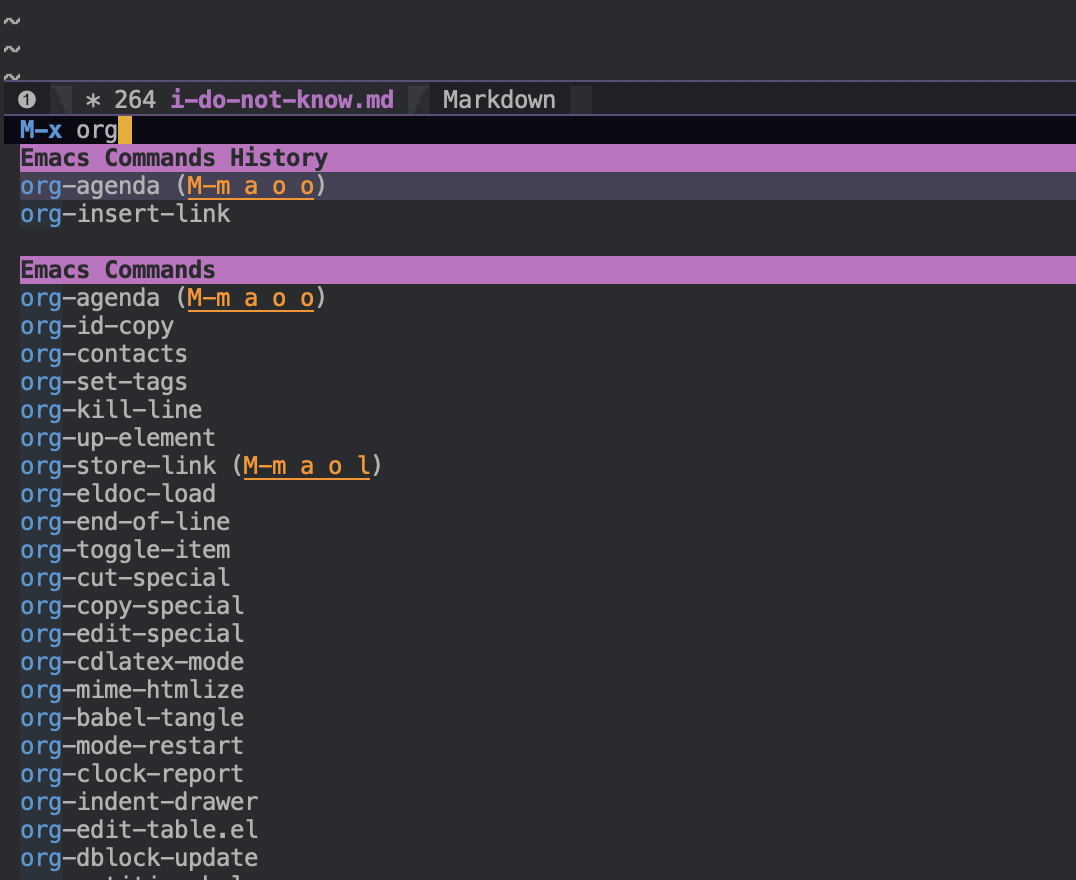 ~
~
~
1 * 264 i-do-not-know.md Markdown
M-x org
Emacs Commands History
org-agenda (M-m a o o)
org-insert-link
Emacs Commands
org-agenda (M-m a o o)
org-id-copy
org-contacts
org-set-tags
org-kill-line
org-up-element
org-store-link (M-m a o l)
org-eldoc-load
org-end-of-line
org-toggle-item
org-cut-special
org-copy-special
org-edit-special
org-cdlatex-mode
org-mime-htmlize
org-babel-tangle
org-mode-restart
org-clock-report
org-indent-drawer
org-edit-table.el
org-dblock-update